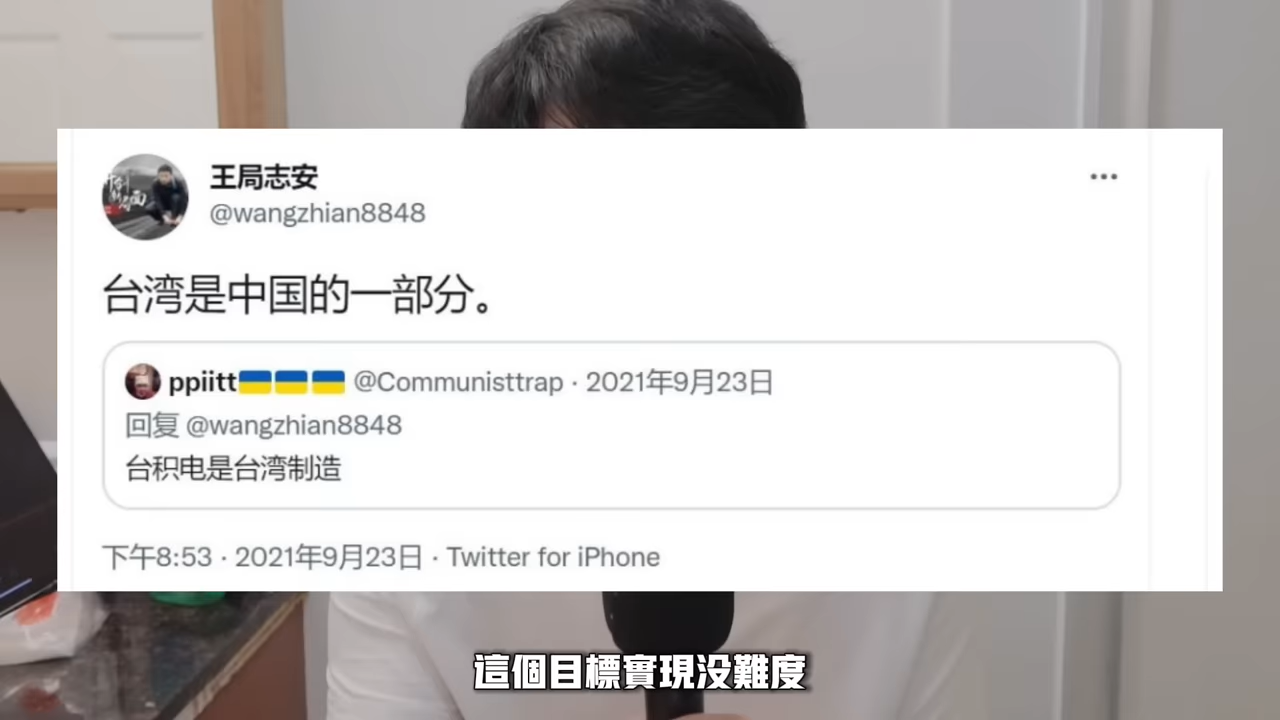 王局志安
@wangzhian8848
台湾是中国的一部分。
ppiitt @Communisttrap · 2021年9月23日
回复 @wangzhian8848
台积电是台湾制造
下午8:53 · 2021年9月23日 · Twitter for iPhone
這個目標實現没難度